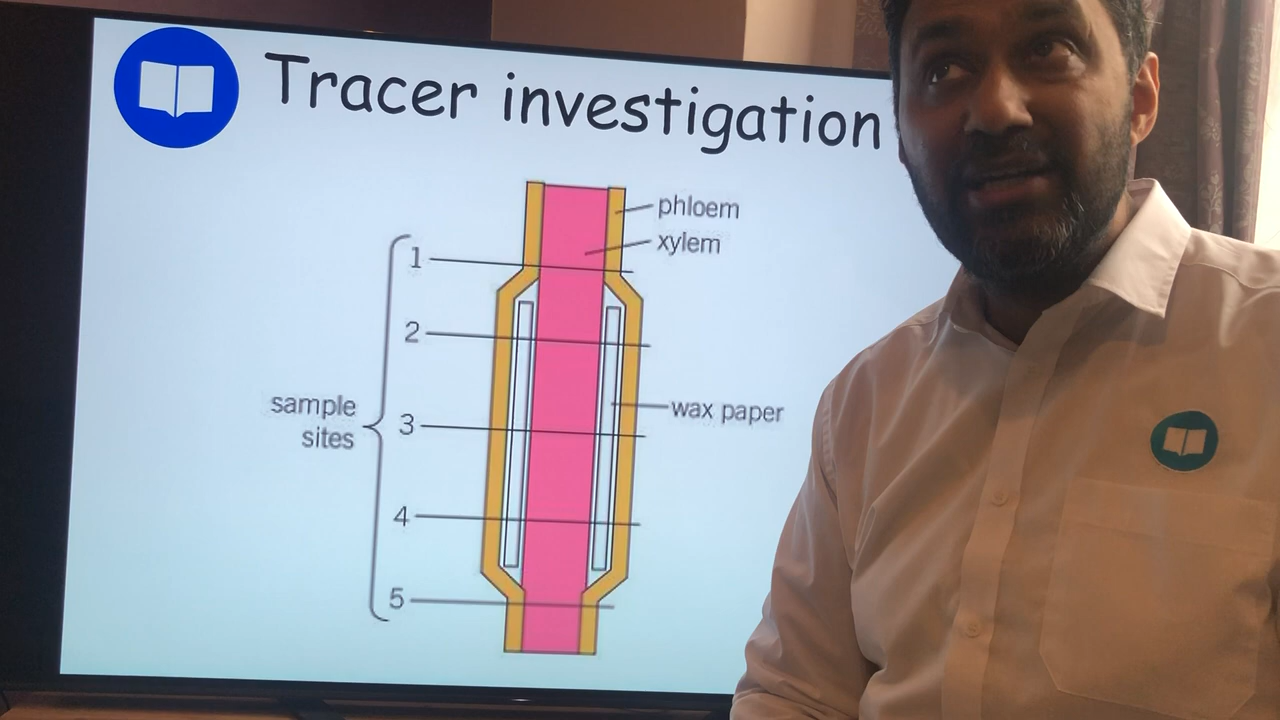 Tracer investigation
phloem
xylem
1
2
sample
sites
3
wax paper
4
5